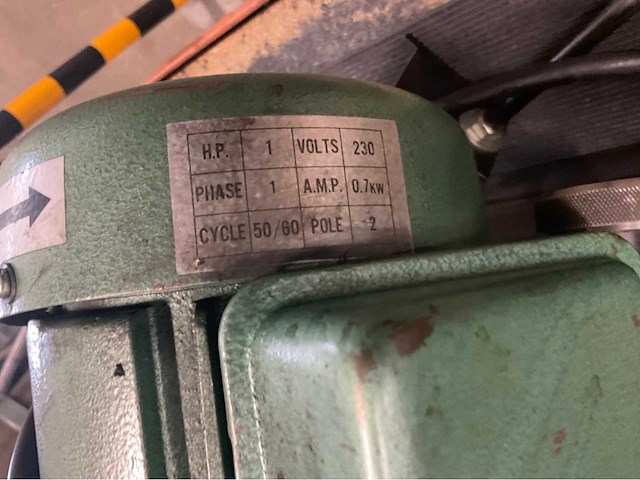 H.P. 1 VOLTS 230
PHASE 1 A.M.P. 0.7KW
CYCLE 50/60 POLE 2